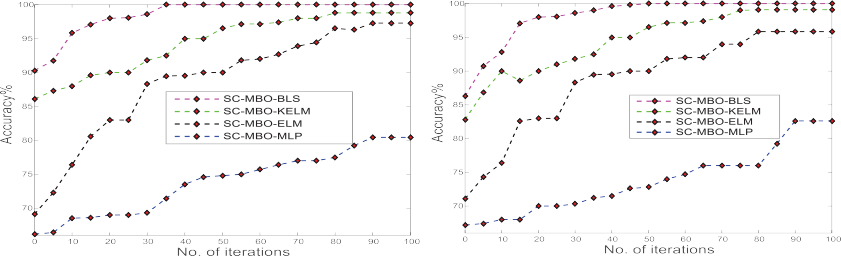 100
95
90
85
80
75
70
Accuracy%
SC-MBO-BLS
SC-MBO-KELM
SC-MBO-ELM
SC-MBO-MLP
0 10 20 30 40 50 60 70 80 90 100
No. of iterations
100
95
90
85
80
75
70
Accuracy%
SC-MBO-BLS
SC-MBO-KELM
SC-MBO-ELM
SC-MBO-MLP
0 10 20 30 40 50 60 70 80 90 100
No. of iterations